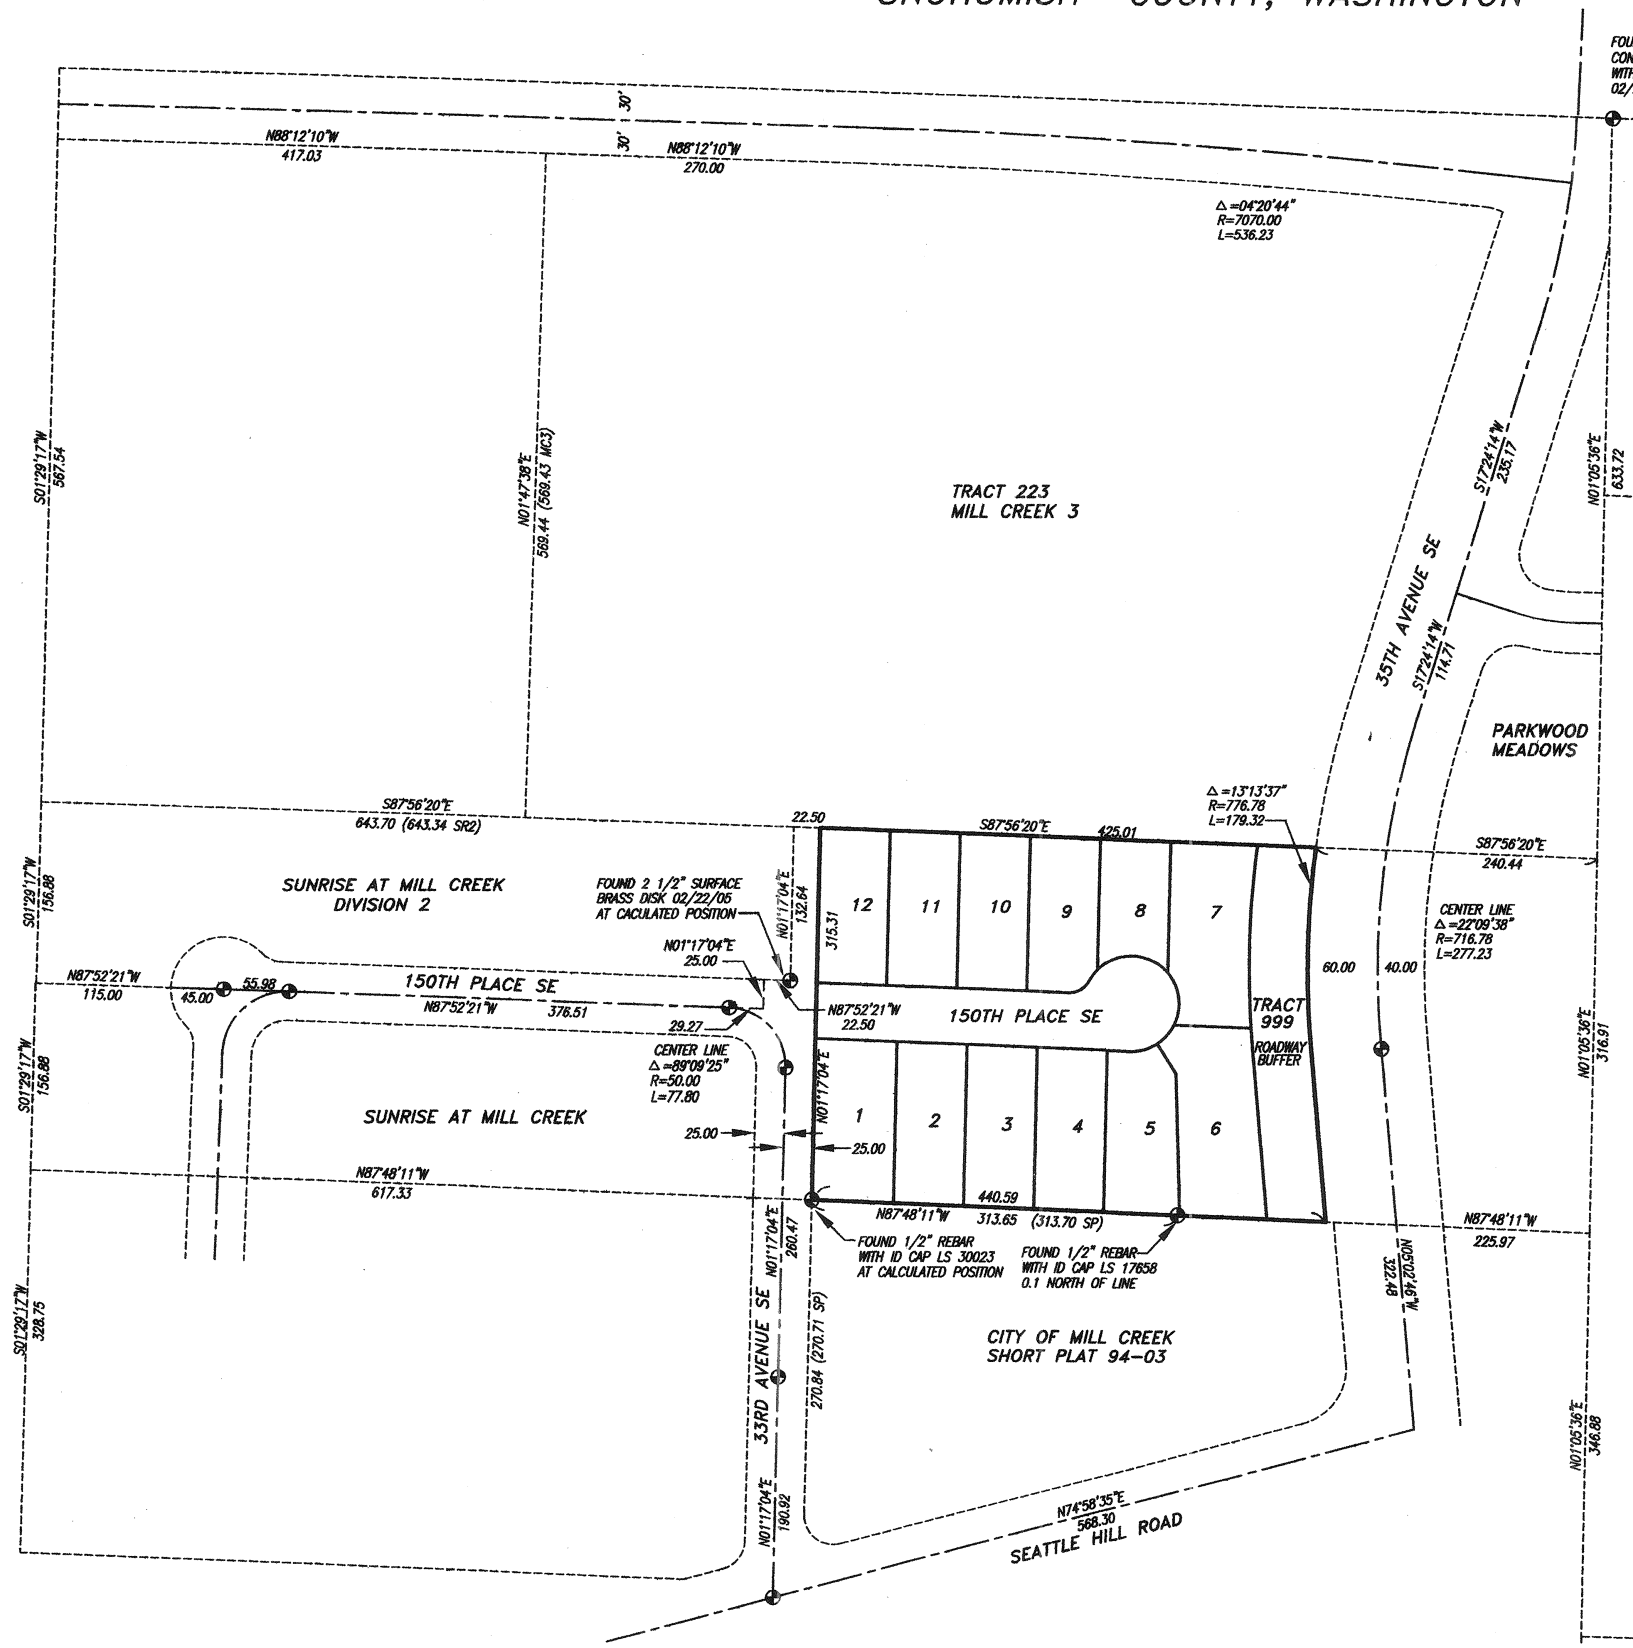 COUNTY, WASHINGTON
30'
30'
N88°12'10"W
417.03
N88°12'10"W
270.00
Δ=04°20'44"
R=7070.00
L=536.23
S01°29'17"W
567.54
N01°47'38"E
569.44 (569.43 MC3)
TRACT 223
MILL CREEK 3
S17°24'14"W
235.17
N01°05'36"E
633.72
35TH AVENUE SE
S17°24'14"W
114.71
PARKWOOD
MEADOWS
S87°56'20"E
643.70 (643.34 SR2)
22.50
S87°56'20"E
425.01
Δ=13°13'37"
R=776.78
L=179.32
S87°56'20"E
240.44
S01°29'17"W
156.88
SUNRISE AT MILL CREEK
DIVISION 2
FOUND 2 1/2" SURFACE
BRASS DISK 02/22/05
AT CACULATED POSITION
N01°17'04"E
132.64
315.31
12
11
10
9
8
7
CENTER LINE
Δ=22°09'38"
R=716.78
L=277.23
N01°17'04"E
25.00
N87°52'21"W
115.00
45.00
55.98
150TH PLACE SE
N87°52'21"W
376.51
29.27
N87°52'21"W
22.50
150TH PLACE SE
60.00
40.00
TRACT
999
ROADWAY
BUFFER
CENTER LINE
Δ=89°09'25"
R=50.00
L=77.80
S01°29'17"W
156.88
N01°17'04"E
N01°05'36"E
316.91
SUNRISE AT MILL CREEK
25.00
25.00
1
2
3
4
5
6
N87°48'11"W
617.33
440.59
N87°48'11"W
313.65 (313.70 SP)
N87°48'11"W
225.97
FOUND 1/2" REBAR
WITH ID CAP LS 30023
AT CALCULATED POSITION
FOUND 1/2" REBAR
WITH ID CAP LS 17658
0.1 NORTH OF LINE
N01°17'04"E
260.47
N05°02'46"W
322.48
S01°29'17"W
328.75
33RD AVENUE SE
270.84 (270.71 SP)
CITY OF MILL CREEK
SHORT PLAT 94-03
N01°05'36"E
346.88
N01°17'04"E
190.92
N74°58'35"E
568.30
SEATTLE HILL ROAD